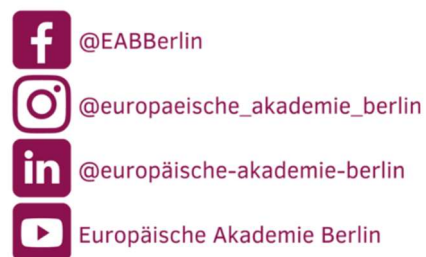 @EABBerlin
@europaeische_akademie_berlin
@europäische-akademie-berlin
Europäische Akademie Berlin